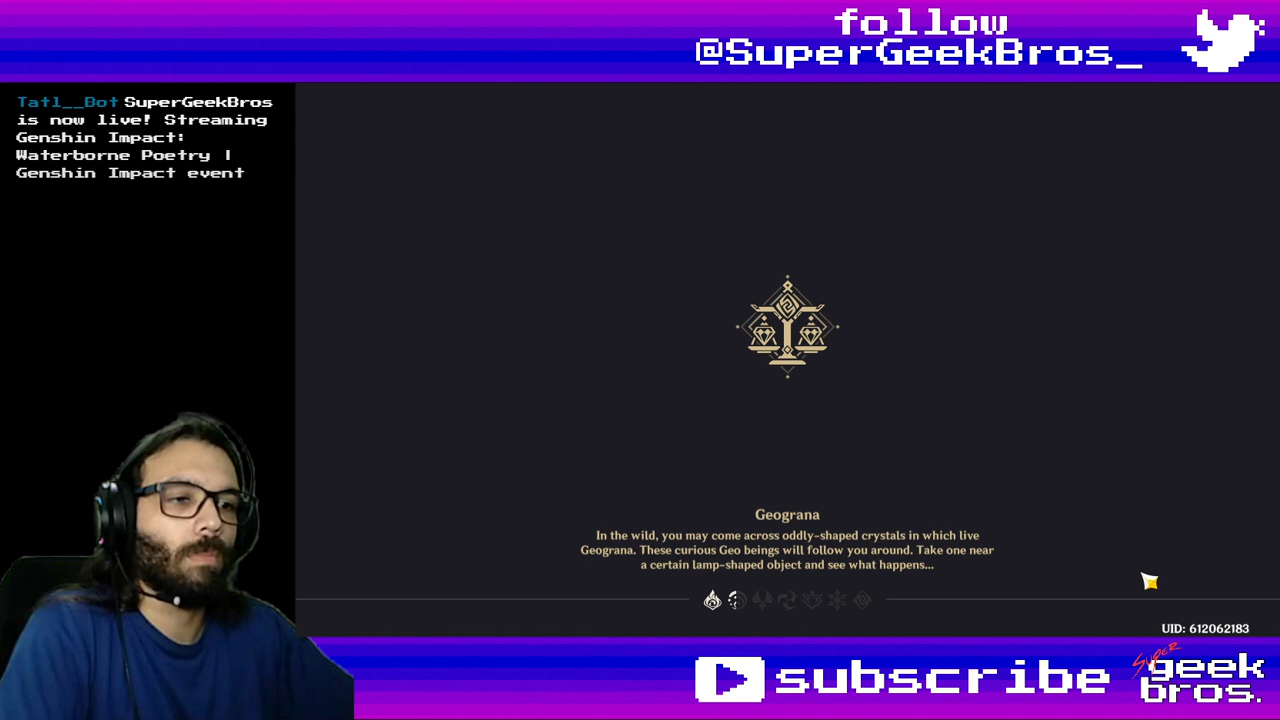 follow
@SuperGeekBros_
Tatl__Bot SuperGeekBros
is now live! Streaming
Genshin Impact:
Waterborne Poetry |
Genshin Impact event
Geograna
In the wild, you may come across oddly-shaped crystals in which live
Geograna. These curious Geo beings will follow you around. Take one near
a certain lamp-shaped object and see what happens...
UID: 612062183
subscribe
SUPER
geek
bros.